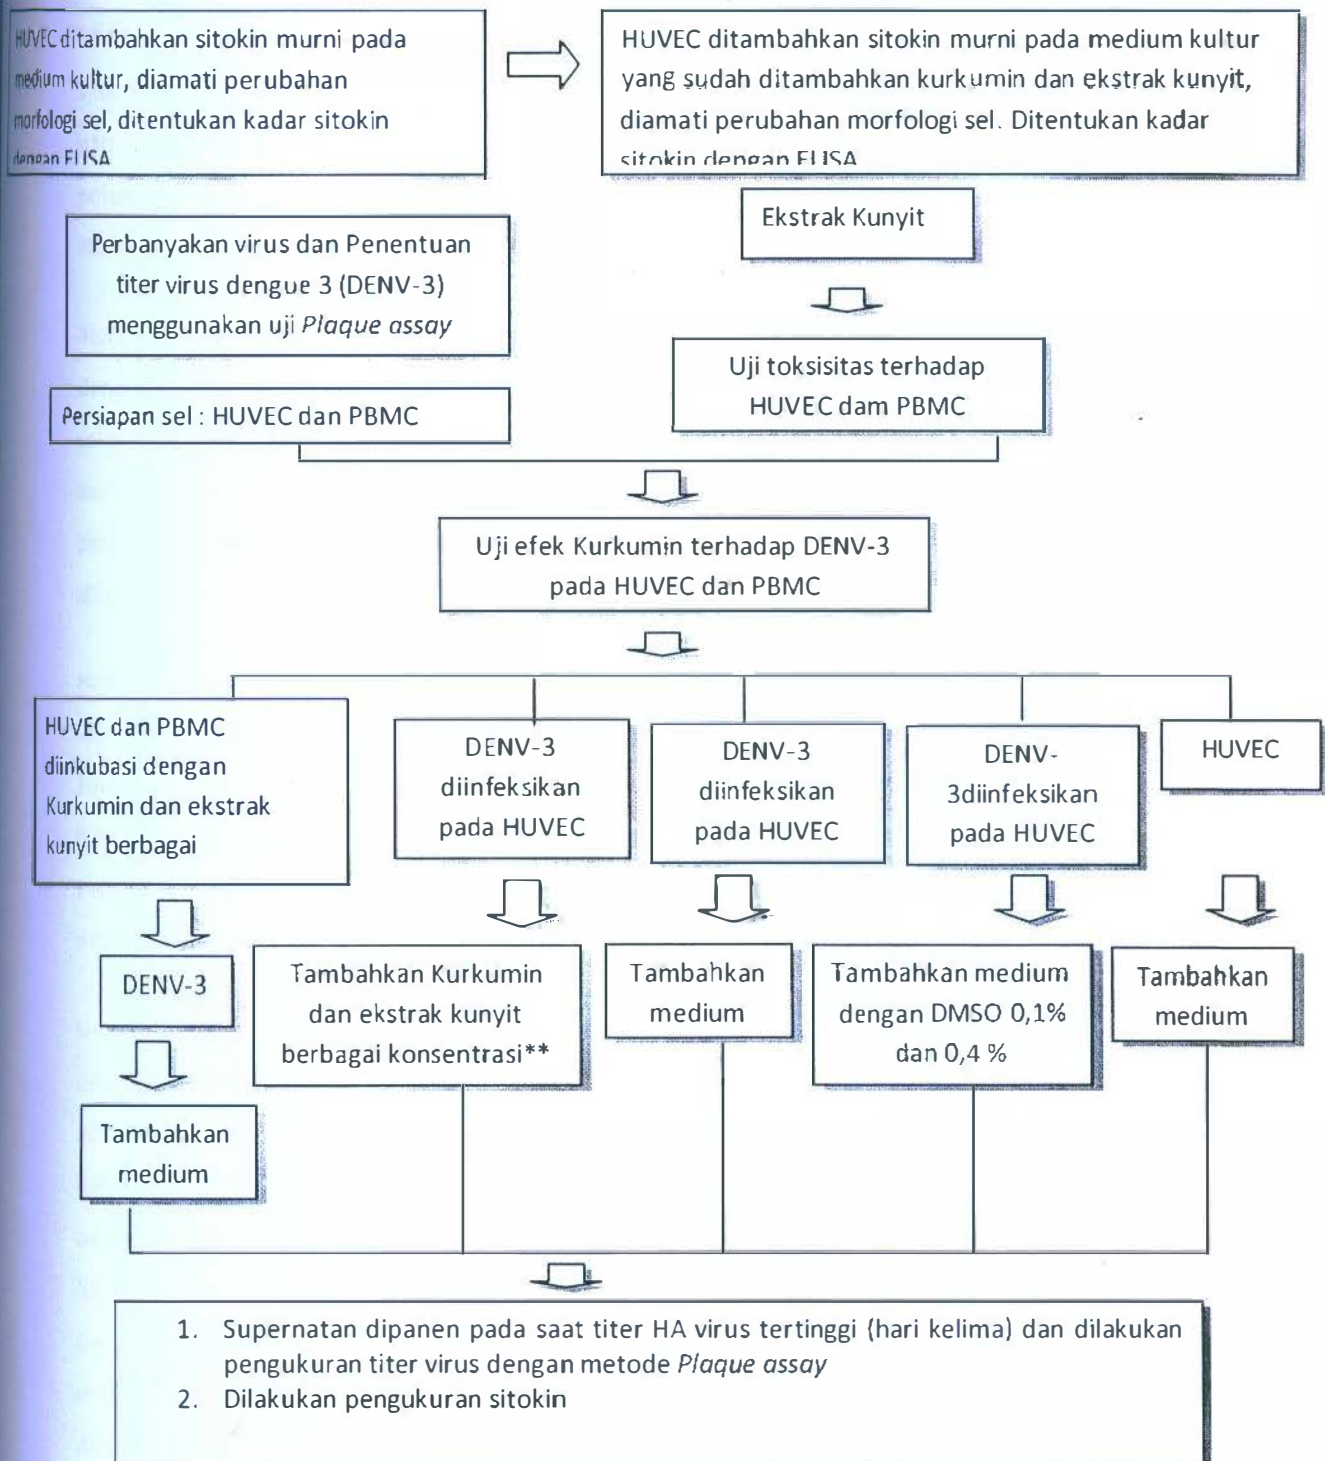 HUVEC ditambahkan sitokin murni pada
medium kultur, diamati perubahan
morfologi sel, ditentukan kadar sitokin
dengan ELISA
HUVEC ditambahkan sitokin murni pada medium kultur
yang sudah ditambahkan kurkumin dan ekstrak kunyit,
diamati perubahan morfologi sel. Ditentukan kadar
sitokin dengan ELISA
Ekstrak Kunyit
Perbanyakan virus dan Penentuan
titer virus dengue 3 (DENV-3)
menggunakan uji Plaque assay
Uji toksisitas terhadap
HUVEC dam PBMC
Persiapan sel : HUVEC dan PBMC
Uji efek Kurkumin terhadap DENV-3
pada HUVEC dan PBMC
HUVEC dan PBMC
diinkubasi dengan
Kurkumin dan ekstrak
kunyit berbagai
DENV-3
diinfeksikan
pada HUVEC
DENV-3
diinfeksikan
pada HUVEC
DENV-
3diinfeksikan
pada HUVEC
HUVEC
DENV-3
Tambahkan Kurkumin
dan ekstrak kunyit
berbagai konsentrasi**
Tambahkan
medium
Tambahkan medium
dengan DMSO 0,1%
dan 0,4 %
Tambahkan
medium
Tambahkan
medium
1. Supernatan dipanen pada saat titer HA virus tertinggi (hari kelima) dan dilakukan
pengukuran titer virus dengan metode Plaque assay
2. Dilakukan pengukuran sitokin